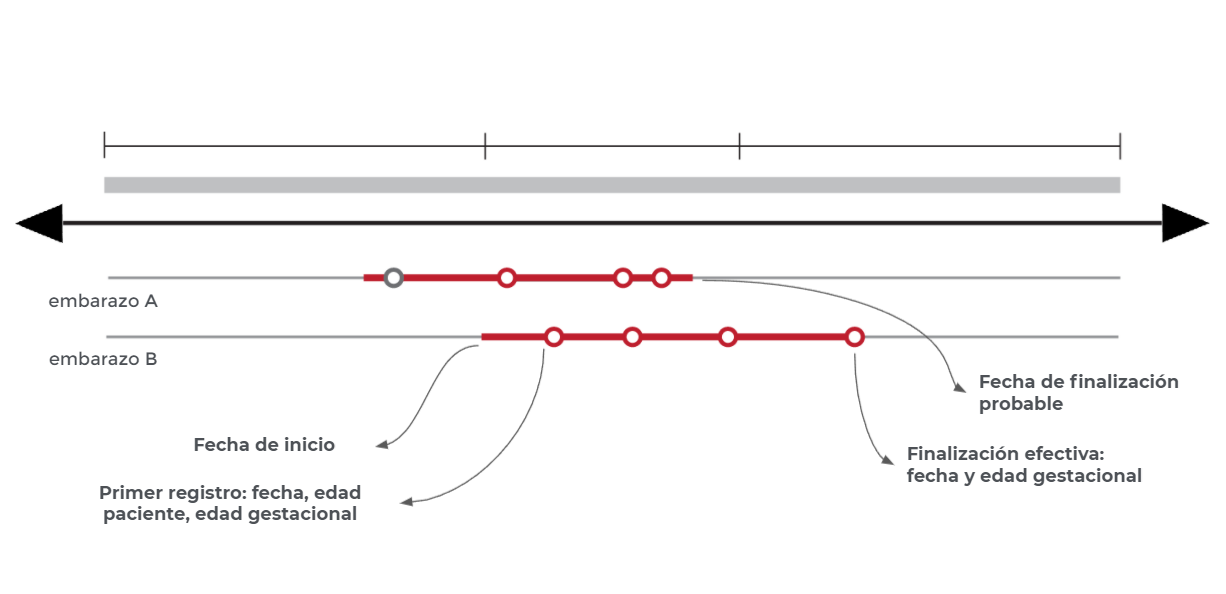 embarazo A
embarazo B
Fecha de finalización
probable
Fecha de inicio
Finalización efectiva:
fecha y edad gestacional
Primer registro: fecha, edad
paciente, edad gestacional